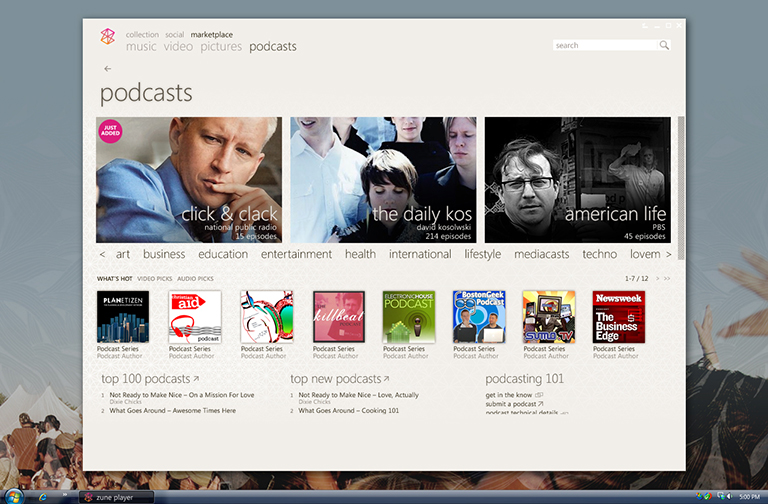 collection social marketplace
music video pictures podcasts
search
podcasts
JUST
ADDED
click & clack
national public radio
15 episodes
the daily kos
david kosolwski
214 episodes
american life
PBS
45 episodes
< art business education entertainment health international lifestyle mediacasts techno lovem >
WHAT'S HOT VIDEO PICKS AUDIO PICKS
1-7 / 12 > >>
PLANETIZEN
christian
aid
podcast
killbeat
ELECTRONICHOUSE
PODCAST
BostonGeek
Podcast
SUMO TV
Newsweek
The
Business
Edge
Podcast Series Podcast Series Podcast Series Podcast Series Podcast Series Podcast Series Podcast Series Podcast Series
Podcast Author Podcast Author Podcast Author Podcast Author Podcast Author Podcast Author Podcast Author Podcast Author
top 100 podcasts
1 Not Ready to Make Nice – On a Mission For Love
Dixie Chicks
2 What Goes Around – Awesome Times Here
top new podcasts
1 Not Ready to Make Nice – Love, Actually
Dixie Chicks
2 What Goes Around – Cooking 101
podcasting 101
get in the know
submit a podcast
podcast technical details
zune player
5:00 PM